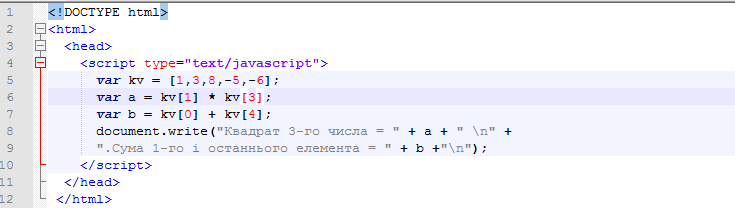 1 <!DOCTYPE html>
2 <html>
3 <head>
4 <script type="text/javascript">
5 var kv = [1,3,8,-5,-6];
6 var a = kv[1] * kv[3];
7 var b = kv[0] + kv[4];
8 document.write("Квадрат 3-го числа = " + a + " \n" +
9 ".Сума 1-го і останнього елемента = " + b +"\n");
10 </script>
11 </head>
12 </html>